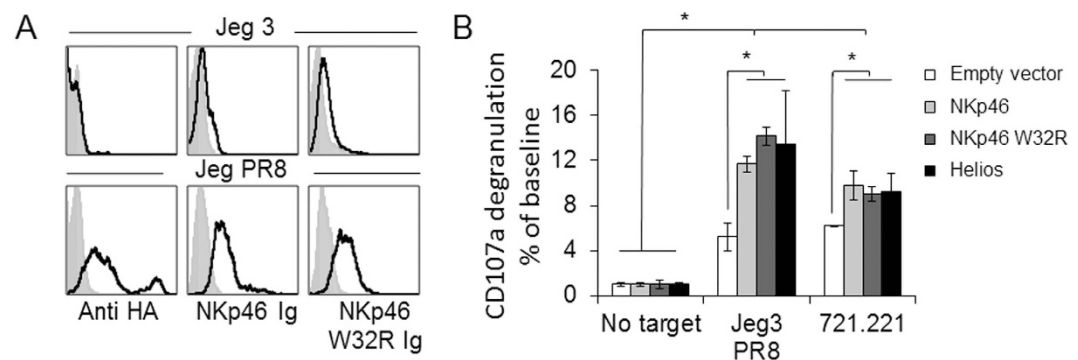 A
Jeg 3
Jeg PR8
Anti HA
NKp46 Ig
NKp46
W32R Ig
B
CD107a degranulation
% of baseline
20
16
12
8
4
0
*
*
*
No target
Jeg3
PR8
721.221
Empty vector
NKp46
NKp46 W32R
Helios